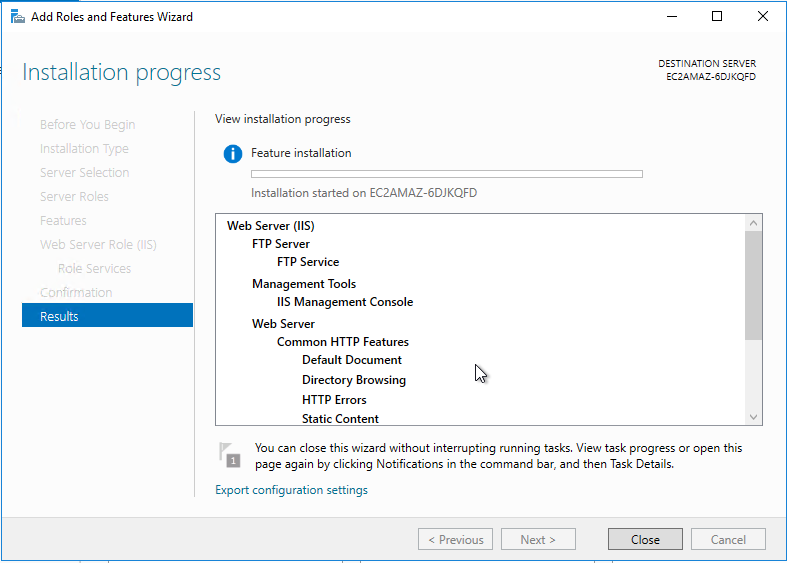 Add Roles and Features Wizard
Installation progress
DESTINATION SERVER
EC2AMAZ-6DJKQFD
Before You Begin
Installation Type
Server Selection
Server Roles
Features
Web Server Role (IIS)
Role Services
Confirmation
Results
View installation progress
Feature installation
Installation started on EC2AMAZ-6DJKQFD
Web Server (IIS)
FTP Server
FTP Service
Management Tools
IIS Management Console
Web Server
Common HTTP Features
Default Document
Directory Browsing
HTTP Errors
Static Content
1
You can close this wizard without interrupting running tasks. View task progress or open this
page again by clicking Notifications in the command bar, and then Task Details.
Export configuration settings
< Previous
Next >
Close
Cancel